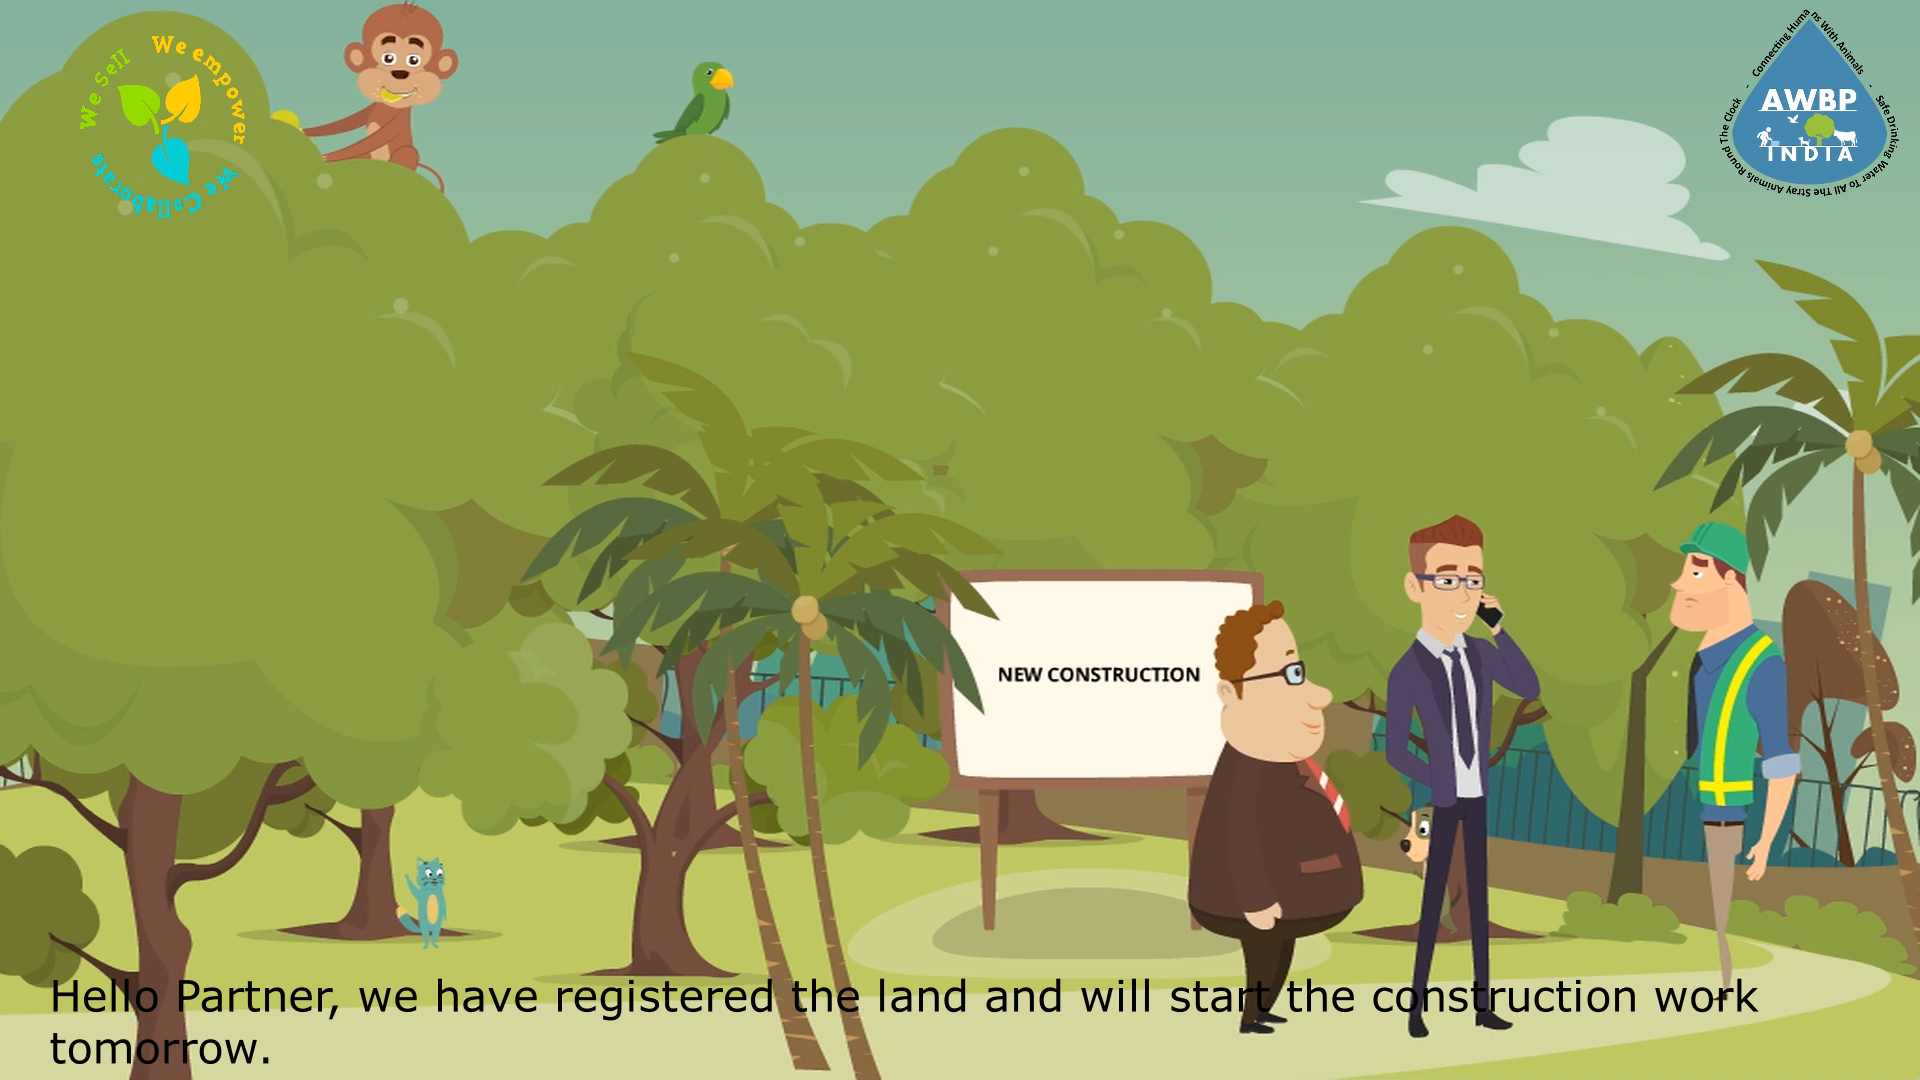 We Sell We empower We Collaborate
Connecting Humans With Animals - Safe Drinking Water To All The Stray Animals Round The Clock -
AWBP
INDIA
NEW CONSTRUCTION
Hello Partner, we have registered the land and will start the construction work
tomorrow.